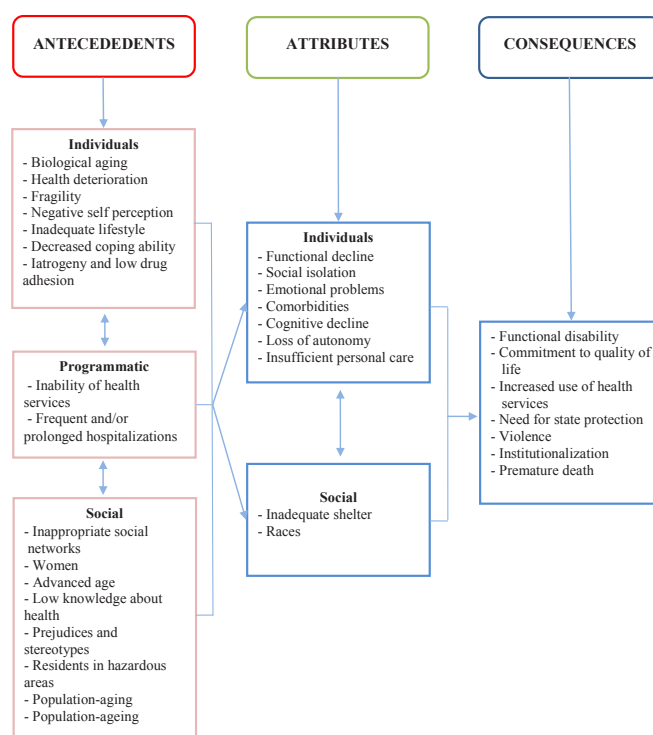 ANTECEDEDENTS
Individuals
- Biological aging
- Health deterioration
- Fragility
- Negative self perception
- Inadequate lifestyle
- Decreased coping ability
- Iatrogeny and low drug
adhesion
Programmatic
- Inability of health
services
- Frequent and/or
prolonged hospitalizations
Social
- Inappropriate social
networks
- Women
- Advanced age
- Low knowledge about
health
- Prejudices and
stereotypes
- Residents in hazardous
areas
- Population-aging
- Population-ageing
ATTRIBUTES
Individuals
- Functional decline
- Social isolation
- Emotional problems
- Comorbidities
- Cognitive decline
- Loss of autonomy
- Insufficient personal care
Social
- Inadequate shelter
- Races
CONSEQUENCES
- Functional disability
- Commitment to quality of
life
- Increased use of health
services
- Need for state protection
- Violence
- Institutionalization
- Premature death